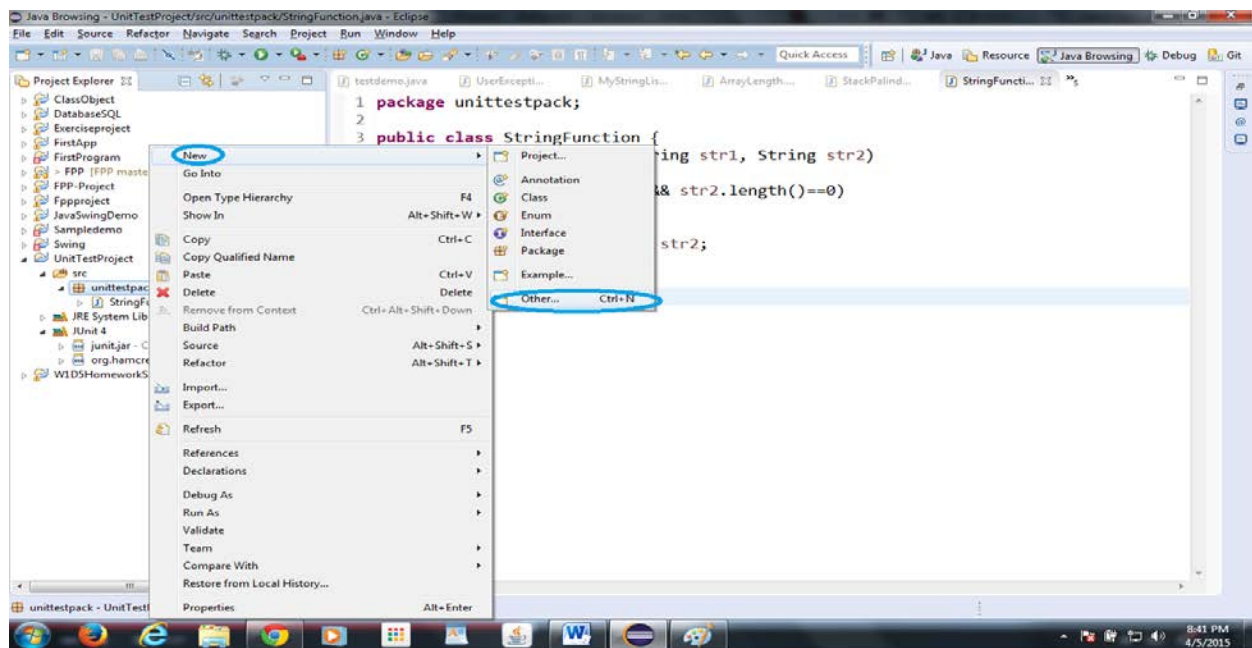 Java Browsing - UnitTestProject/src/unittestpack/StringFunction.java - Eclipse
File Edit Source Refactor Navigate Search Project Run Window Help
Quick Access Java Resource Java Browsing Debug Git
Project Explorer
testdemo.java UserExcepti... MyStringLis... ArrayLength.... StackPalind... StringFuncti... »5
ClassObject
DatabaseSQL
Exerciseproject
FirstApp
FirstProgram
> FPP [FPP maste
FPP-Project
Fppproject
JavaSwingDemo
Sampledemo
Swing
UnitTestProject
src
unittestpac
StringF
JRE System Lib
JUnit 4
junit.jar - C
org.hamcre
W1D5HomeworkS
1 package unittestpack;
2
3 public class StringFunction {
ing str1, String str2)
&& str2.length()==0)
str2;
New
Go Into
Open Type Hierarchy F4
Show In Alt+Shift+W
Copy Ctrl+C
Copy Qualified Name
Paste Ctrl+V
Delete Delete
Remove from Context Ctrl+Alt+Shift+Down
Build Path
Source Alt+Shift+S
Refactor Alt+Shift+T
Import...
Export...
Refresh F5
References
Declarations
Debug As
Run As
Validate
Team
Compare With
Restore from Local History...
Properties Alt+Enter
Project...
Annotation
Class
Enum
Interface
Package
Example...
Other... Ctrl+N
unittestpack - UnitTest
8:41 PM
4/5/2015